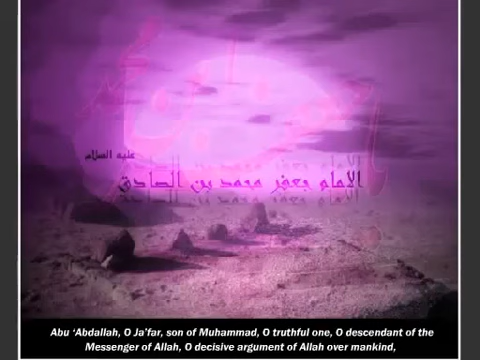 عليه السلام
الامام جعفر محمد بن الصادق
Abu ‘Abdallah, O Ja’far, son of Muhammad, O truthful one, O descendant of the
Messenger of Allah, O decisive argument of Allah over mankind,